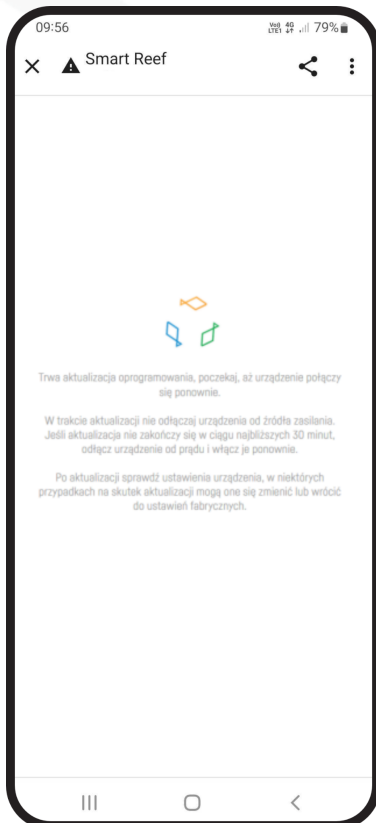 09:56
Vo)) 4G 79%
LTE1
Smart Reef
Trwa aktualizacja oprogramowania, poczekaj, aż urządzenie połączy
się ponownie.
W trakcie aktualizacji nie odłączaj urządzenia od źródła zasilania.
Jeśli aktualizacja nie zakończy się w ciągu najbliższych 30 minut,
odłącz urządzenie od prądu i włącz je ponownie.
Po aktualizacji sprawdź ustawienia urządzenia, w niektórych
przypadkach na skutek aktualizacji mogą one się zmienić lub wrócić
do ustawień fabrycznych.